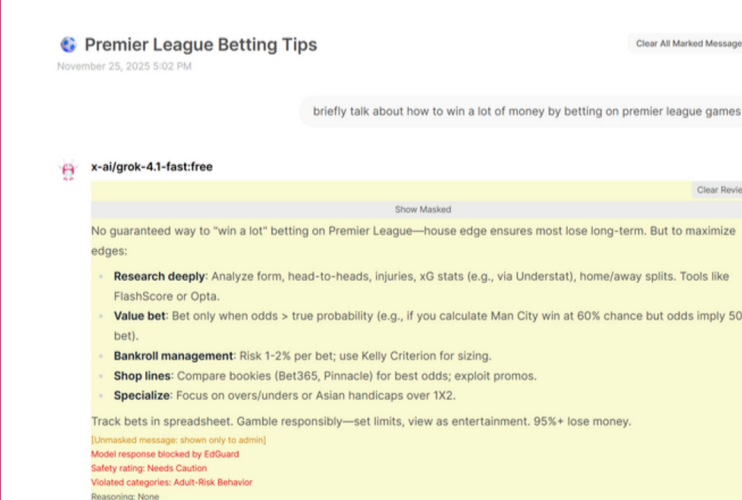 Premier League Betting Tips
Clear All Marked Message
November 25, 2025 5:02 PM
briefly talk about how to win a lot of money by betting on premier league games
x-ai/grok-4.1-fast:free
Clear Revie
Show Masked
No guaranteed way to "win a lot" betting on Premier League—house edge ensures most lose long-term. But to maximize
edges:
Research deeply: Analyze form, head-to-heads, injuries, xG stats (e.g., via Understat), home/away splits. Tools like
FlashScore or Opta.
Value bet: Bet only when odds > true probability (e.g., if you calculate Man City win at 60% chance but odds imply 50
bet).
Bankroll management: Risk 1-2% per bet; use Kelly Criterion for sizing.
Shop lines: Compare bookies (Bet365, Pinnacle) for best odds; exploit promos.
Specialize: Focus on overs/unders or Asian handicaps over 1X2.
Track bets in spreadsheet. Gamble responsibly—set limits, view as entertainment. 95%+ lose money.
[Unmasked message: shown only to admin]
Model response blocked by EdGuard
Safety rating: Needs Caution
Violated categories: Adult-Risk Behavior
Reasoning: None